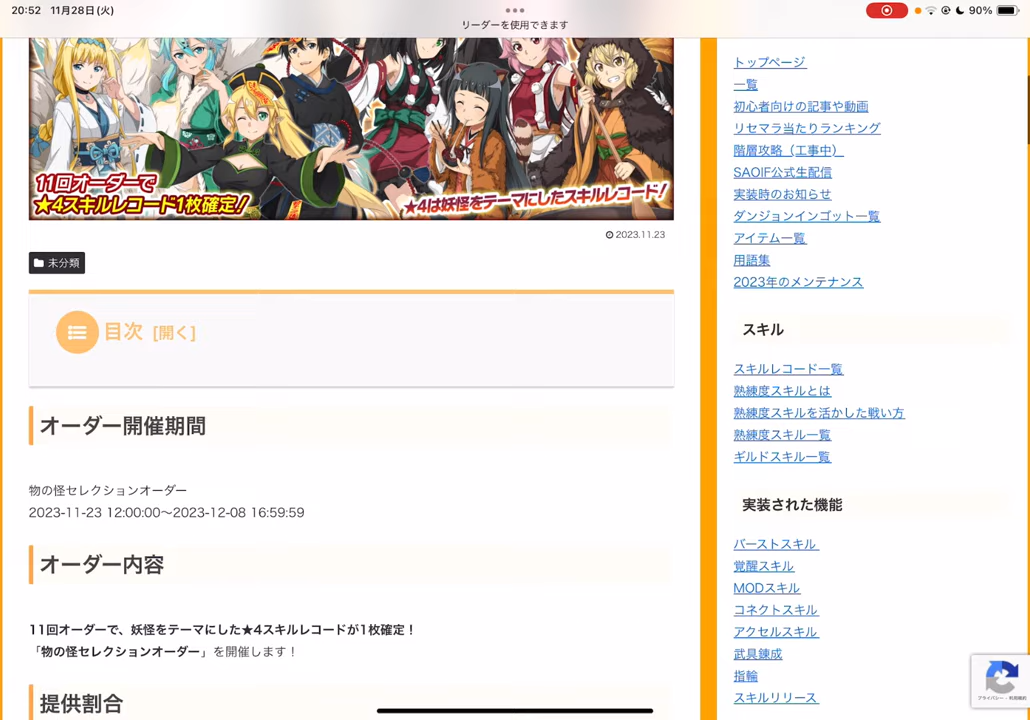 20:52 11月28日(火)
90%
リーダーを使用できます
11回オーダーで
★4スキルレコード1枚確定!
★4は妖怪をテーマにしたスキルレコード!
2023.11.23
未分類
目次 [開く]
オーダー開催期間
物の怪セレクションオーダー
2023-11-23 12:00:00〜2023-12-08 16:59:59
オーダー内容
11回オーダーで、妖怪をテーマにした★4スキルレコードが1枚確定！
「物の怪セレクションオーダー」を開催します！
提供割合
トップページ
一覧
初心者向けの記事や動画
リセマラ当たりランキング
階層攻略（工事中）
SAOIF公式生配信
実装時のお知らせ
ダンジョンインゴット一覧
アイテム一覧
用語集
2023年のメンテナンス
スキル
スキルレコード一覧
熟練度スキルとは
熟練度スキルを活かした戦い方
熟練度スキル一覧
ギルドスキル一覧
実装された機能
バーストスキル
覚醒スキル
MODスキル
コネクトスキル
アクセルスキル
武具錬成
指輪
スキルリリース
プライバシー - 利用規約